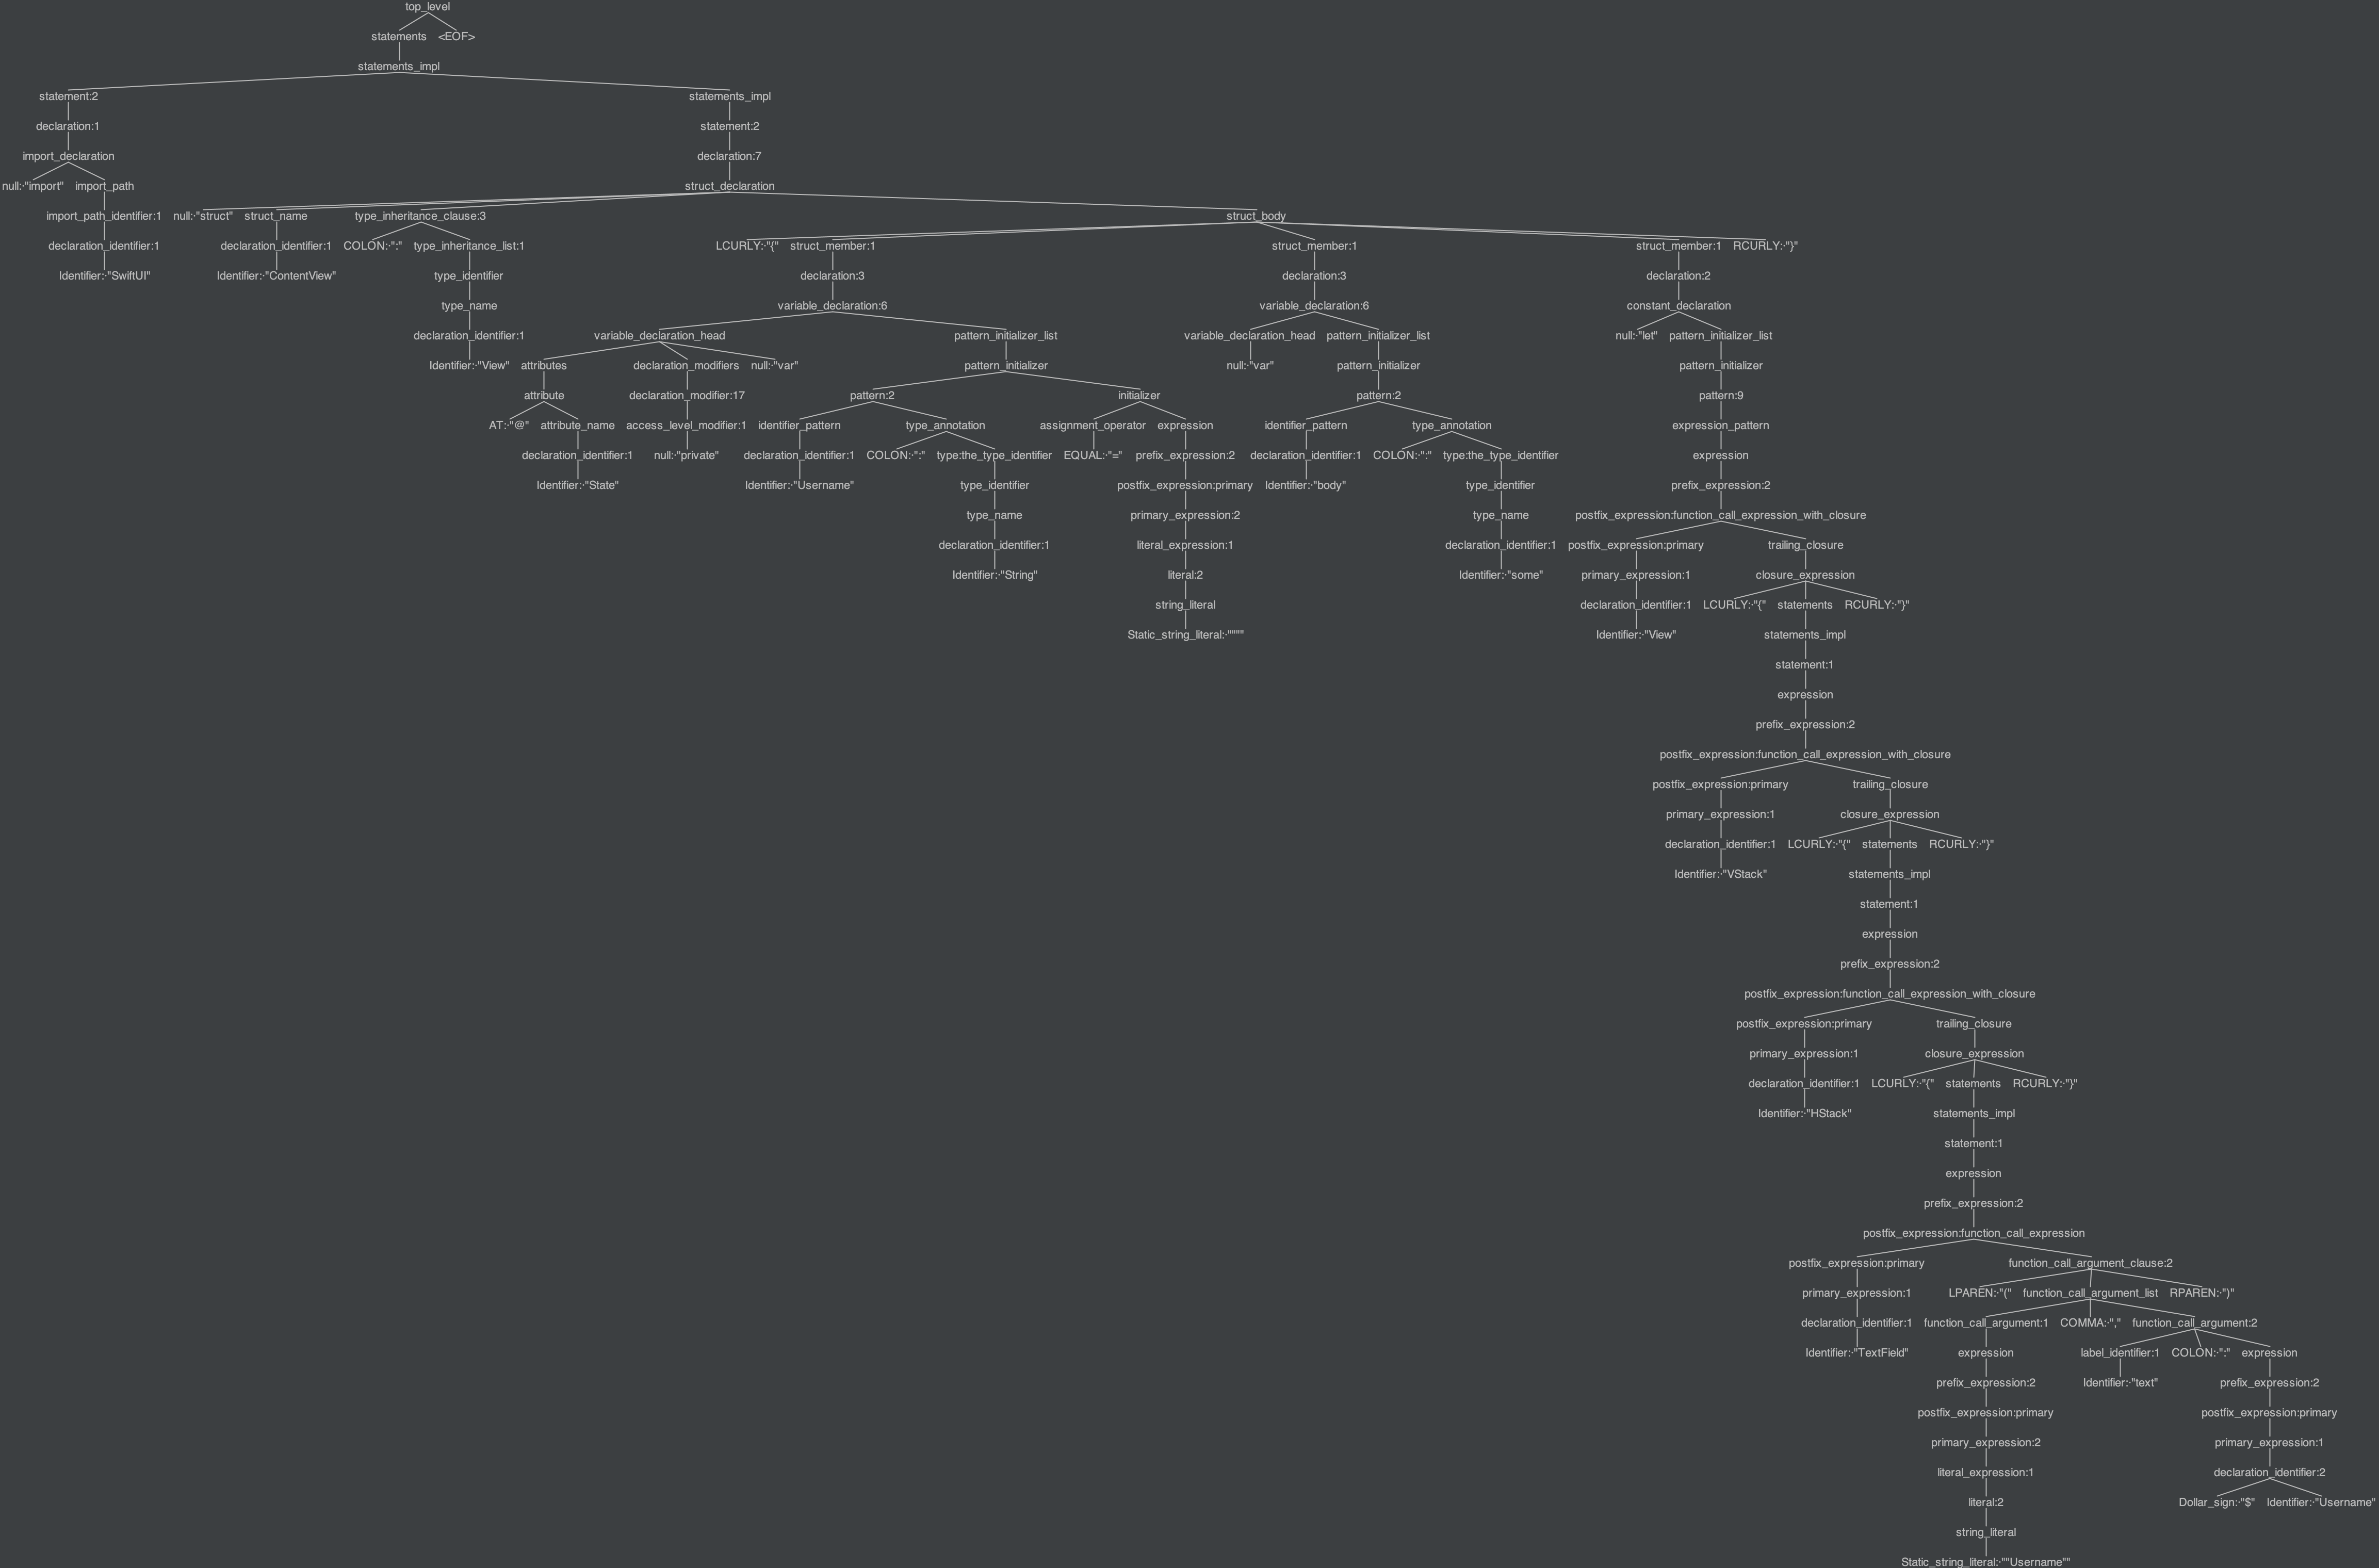 top_level
statements <EOF>
statements_impl
statement:2 statements_impl
declaration:1 statement:2
import_declaration declaration:7
null:·"import" import_path struct_declaration
import_path_identifier:1 null:·"struct" struct_name type_inheritance_clause:3 struct_body
declaration_identifier:1 declaration_identifier:1 COLON:·":" type_inheritance_list:1 LCURLY:·"{" struct_member:1 struct_member:1 struct_member:1 RCURLY:·"}"
Identifier:·"SwiftUI" Identifier:·"ContentView" type_identifier declaration:3 declaration:3 declaration:2
type_name variable_declaration:6 variable_declaration:6 constant_declaration
declaration_identifier:1 variable_declaration_head pattern_initializer_list variable_declaration_head pattern_initializer_list null:·"let" pattern_initializer_list
Identifier:·"View" attributes declaration_modifiers null:·"var" pattern_initializer null:·"var" pattern_initializer pattern_initializer
attribute declaration_modifier:17 pattern:2 initializer pattern:2 pattern:9
AT:·"@" attribute_name access_level_modifier:1 identifier_pattern type_annotation assignment_operator expression identifier_pattern type_annotation expression_pattern
declaration_identifier:1 null:·"private" declaration_identifier:1 COLON:·":" type:the_type_identifier EQUAL:·"=" prefix_expression:2 declaration_identifier:1 COLON:·":" type:the_type_identifier expression
Identifier:·"State" Identifier:·"Username" type_identifier postfix_expression:primary Identifier:·"body" type_identifier prefix_expression:2
type_name primary_expression:2 type_name postfix_expression:function_call_expression_with_closure
declaration_identifier:1 literal_expression:1 declaration_identifier:1 postfix_expression:primary trailing_closure
Identifier:·"String" literal:2 Identifier:·"some" primary_expression:1 closure_expression
string_literal declaration_identifier:1 LCURLY:·"{" statements RCURLY:·"}"
Static_string_literal:·"""" Identifier:·"View" statements_impl
statement:1
expression
prefix_expression:2
postfix_expression:function_call_expression_with_closure
postfix_expression:primary trailing_closure
primary_expression:1 closure_expression
declaration_identifier:1 LCURLY:·"{" statements RCURLY:·"}"
Identifier:·"VStack" statements_impl
statement:1
expression
prefix_expression:2
postfix_expression:function_call_expression_with_closure
postfix_expression:primary trailing_closure
primary_expression:1 closure_expression
declaration_identifier:1 LCURLY:·"{" statements RCURLY:·"}"
Identifier:·"HStack" statements_impl
statement:1
expression
prefix_expression:2
postfix_expression:function_call_expression
postfix_expression:primary function_call_argument_clause:2
primary_expression:1 LPAREN:·"(" function_call_argument_list RPAREN:·")"
declaration_identifier:1 function_call_argument:1 COMMA:·"," function_call_argument:2
Identifier:·"TextField" expression label_identifier:1 COLON:·":" expression
prefix_expression:2 Identifier:·"text" prefix_expression:2
postfix_expression:primary postfix_expression:primary
primary_expression:2 primary_expression:1
literal_expression:1 declaration_identifier:2
literal:2 Dollar_sign:·"$" Identifier:·"Username"
string_literal
Static_string_literal:·""Username""